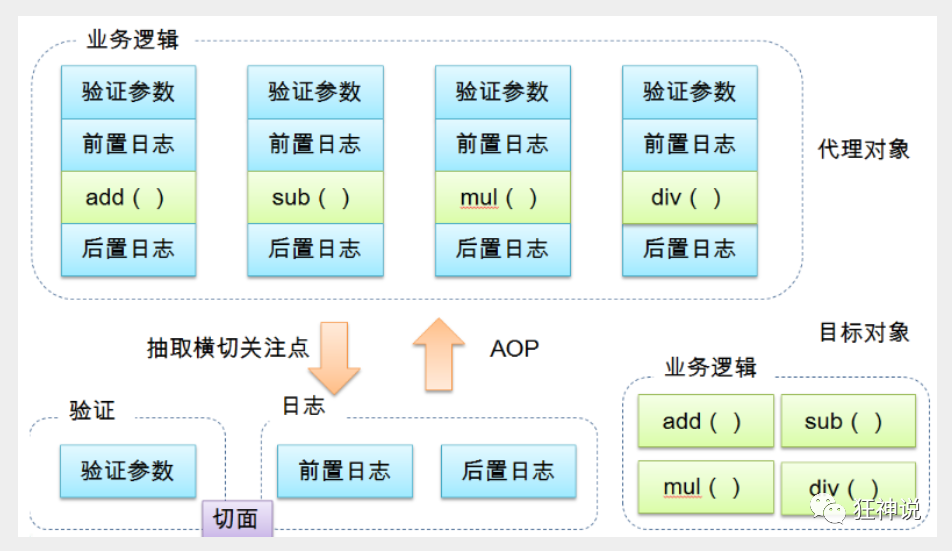 业务逻辑
验证参数 验证参数 验证参数 验证参数
前置日志 前置日志 前置日志 前置日志
add（ ） sub（ ） mul（ ） div（ ）
后置日志 后置日志 后置日志 后置日志
代理对象
抽取横切关注点 AOP
目标对象
业务逻辑
add（ ） sub（ ）
mul（ ） div（ ）
验证 日志
验证参数 前置日志 后置日志
切面
狂神说